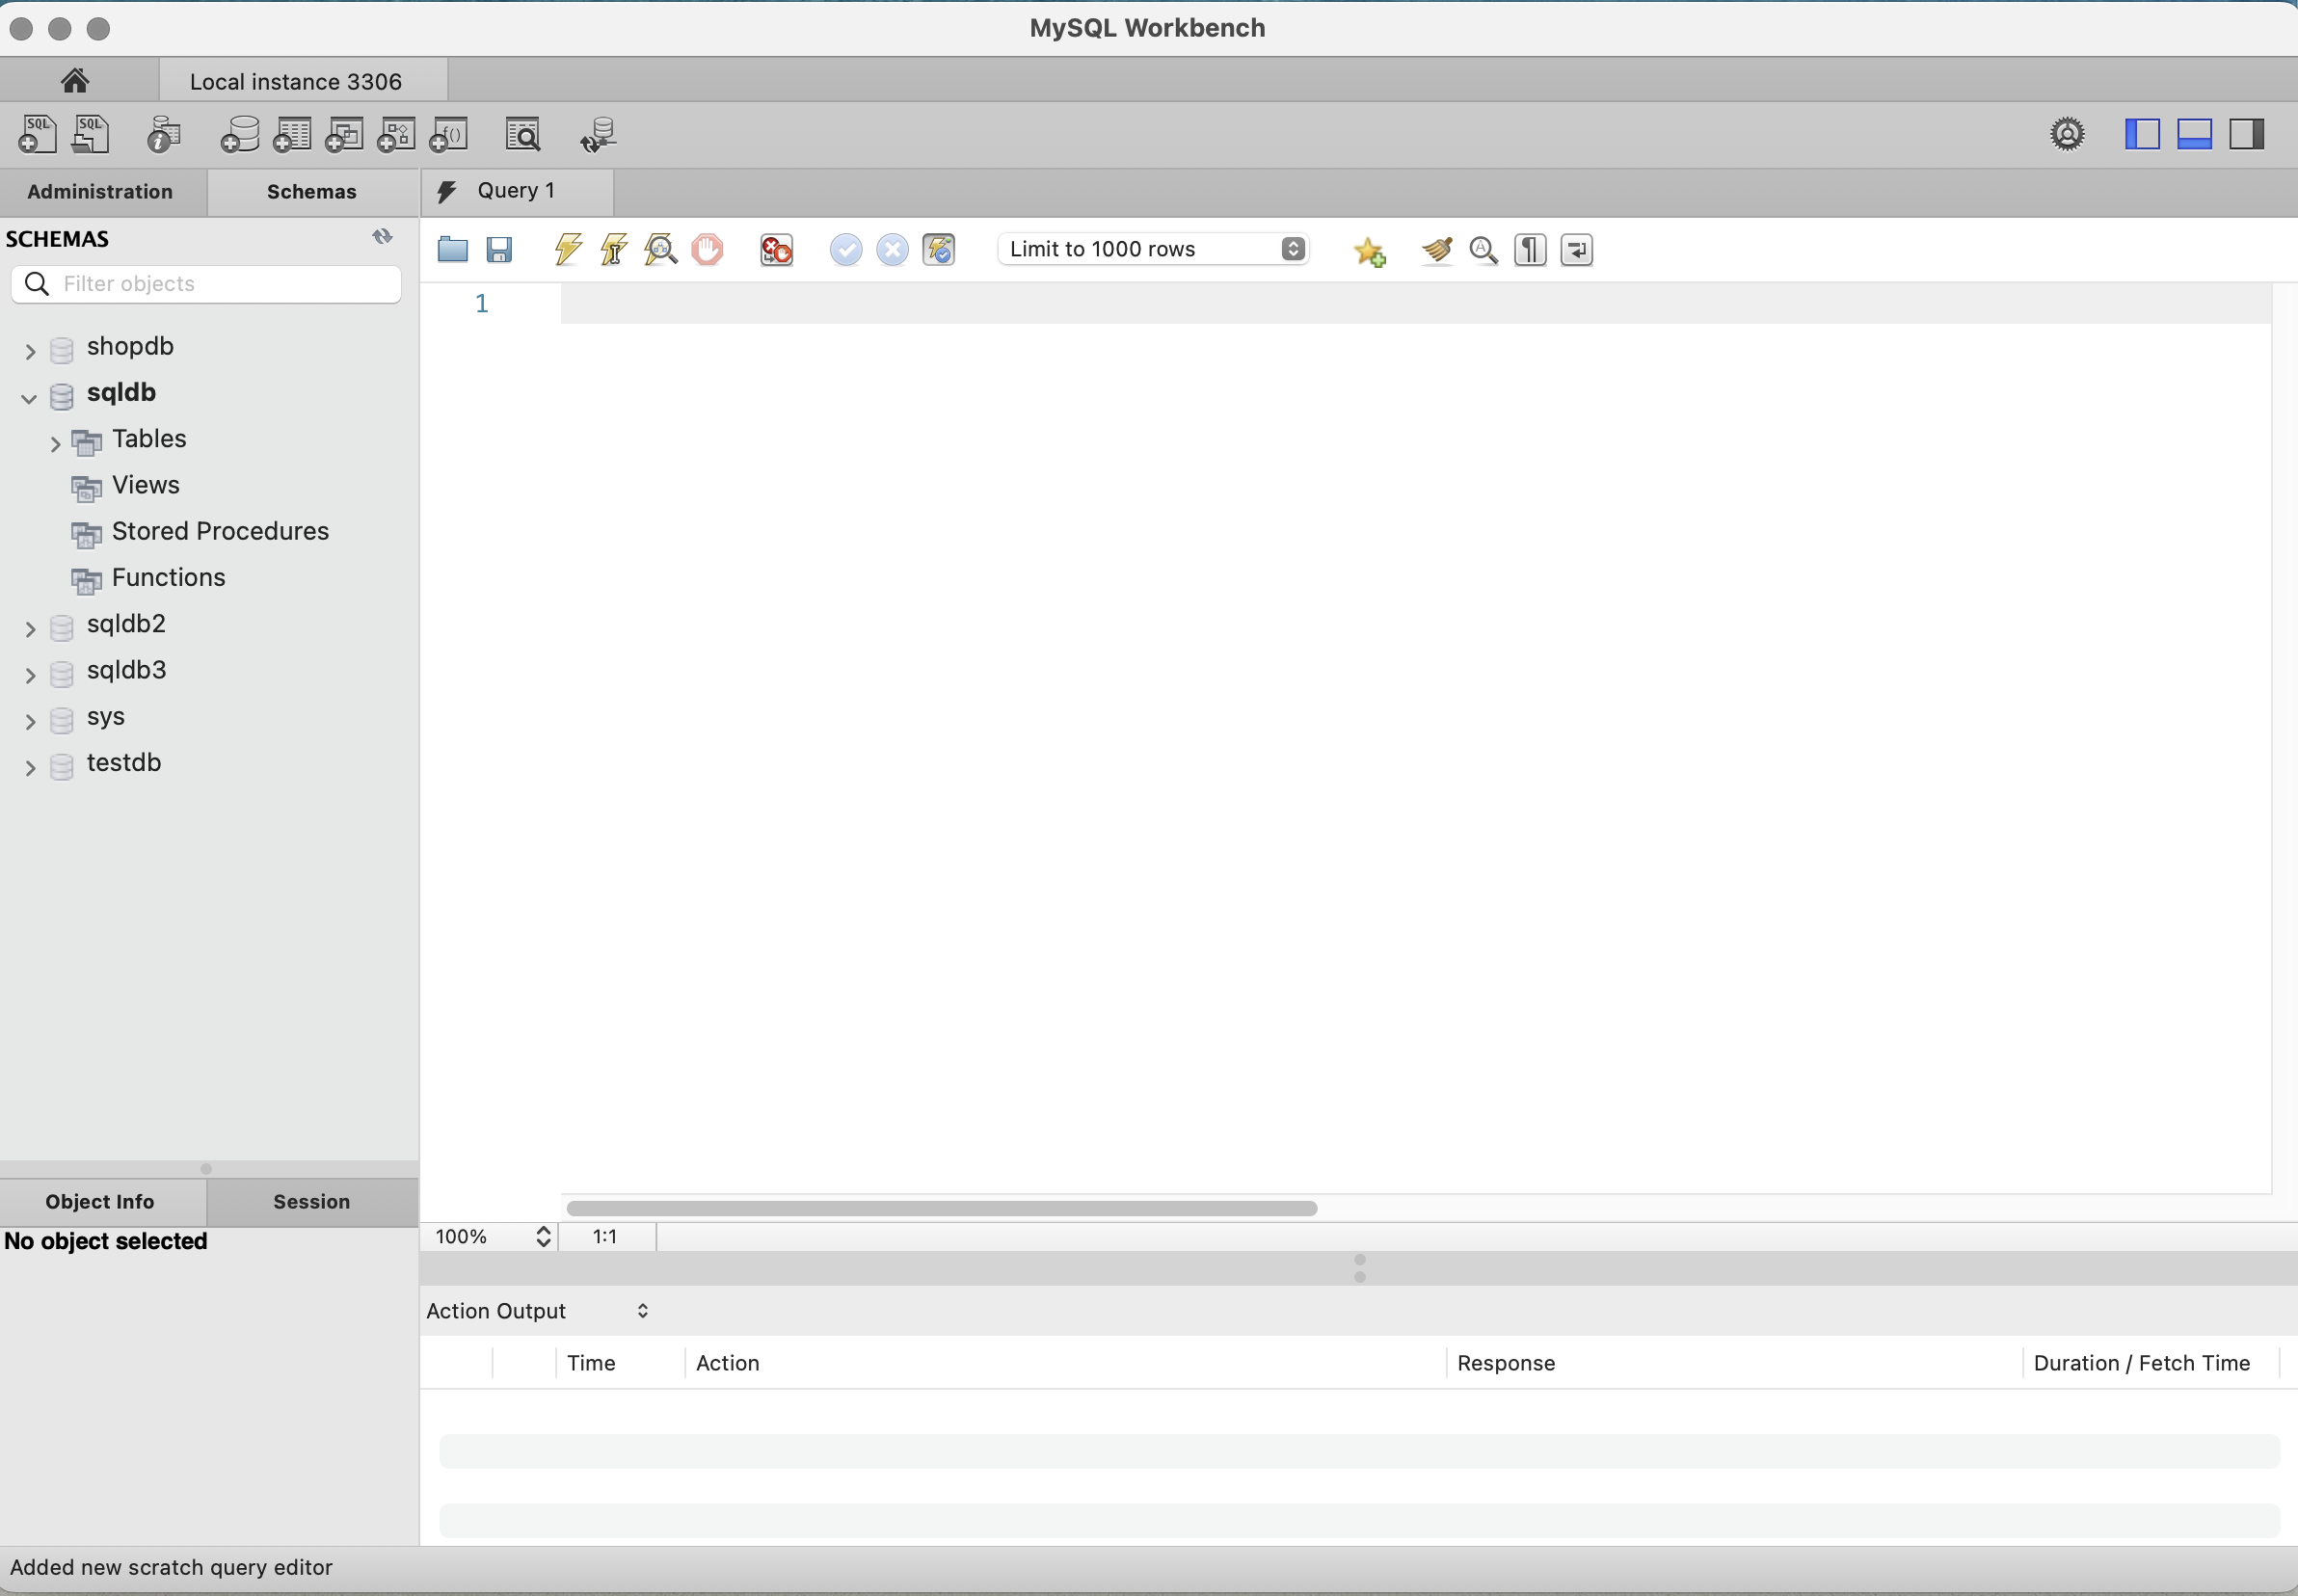 MySQL Workbench
Local instance 3306
SQL
SQL
i
f()
Administration
Schemas
Query 1
SCHEMAS
Filter objects
Limit to 1000 rows
1
shopdb
sqldb
Tables
Views
Stored Procedures
Functions
sqldb2
sqldb3
sys
testdb
Object Info
Session
No object selected
100%
1:1
Action Output
Time
Action
Response
Duration / Fetch Time
Added new scratch query editor